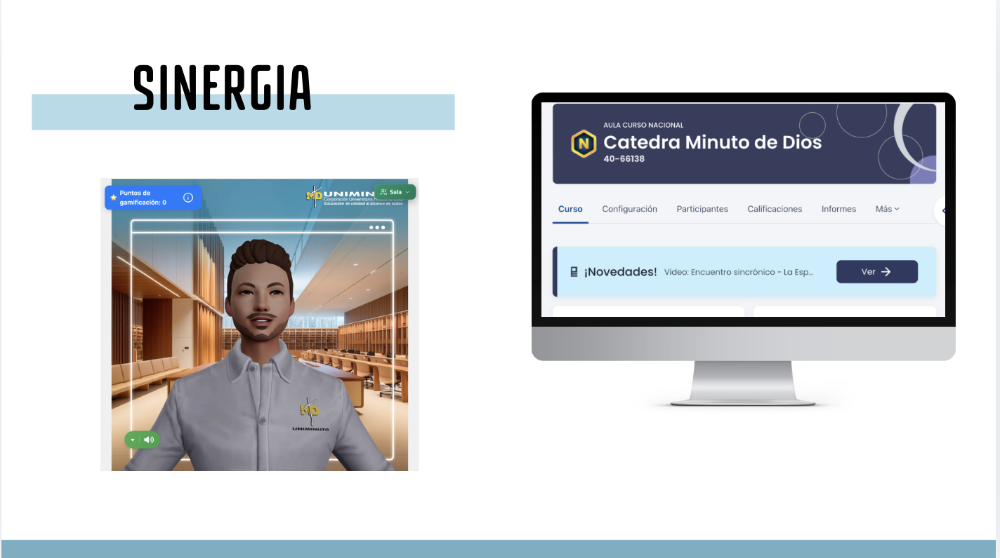 SINERGIA
Puntos de
gamificación: 0
UNIMIN
Sala
Corporación Universitaria
Educación de calidad al alcance de todos
MD
UNIMINUTO
AULA CURSO NACIONAL
N
Catedra Minuto de Dios
40-66138
Curso Configuración Participantes Calificaciones Informes Más
¡Novedades! Video: Encuentro sincrónico - La Esp... Ver